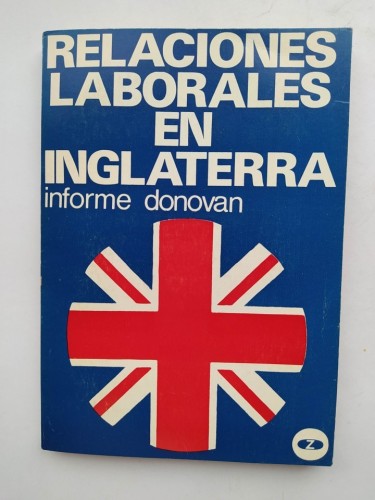 RELACIONES
LABORALES
EN
INGLATERRA
informe donovan
Z